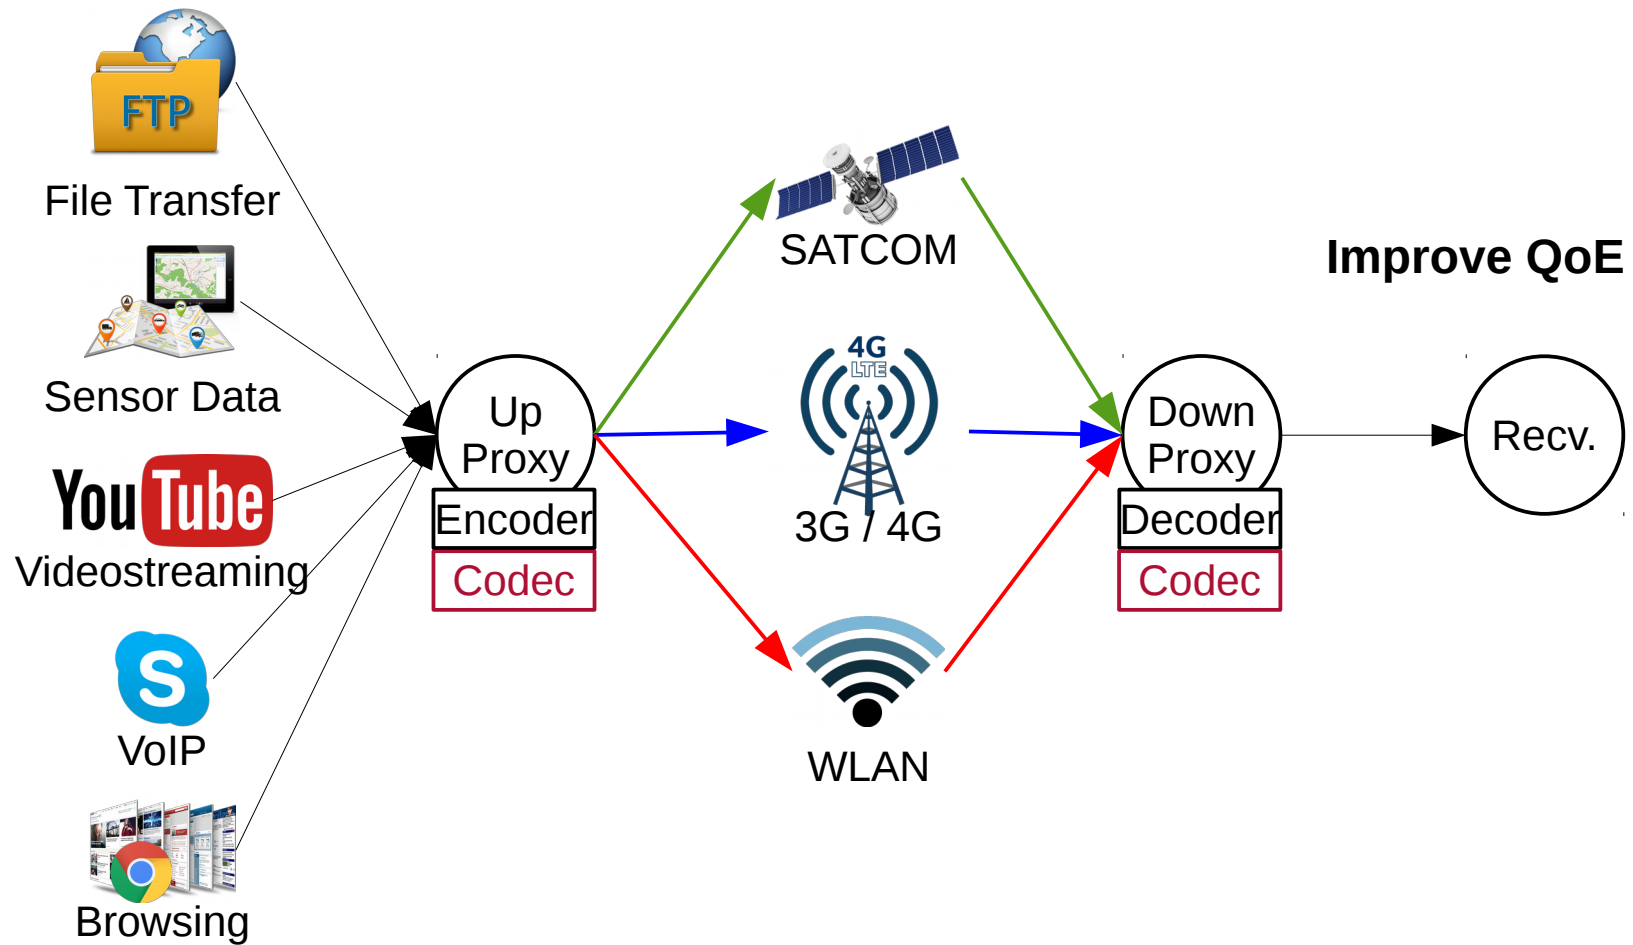 FTP
File Transfer
Sensor Data
YouTube
Videostreaming
S
VoIP
Browsing
Up
Proxy
Encoder
Codec
SATCOM
4G
LTE
3G / 4G
WLAN
Down
Proxy
Decoder
Codec
Improve QoE
Recv.